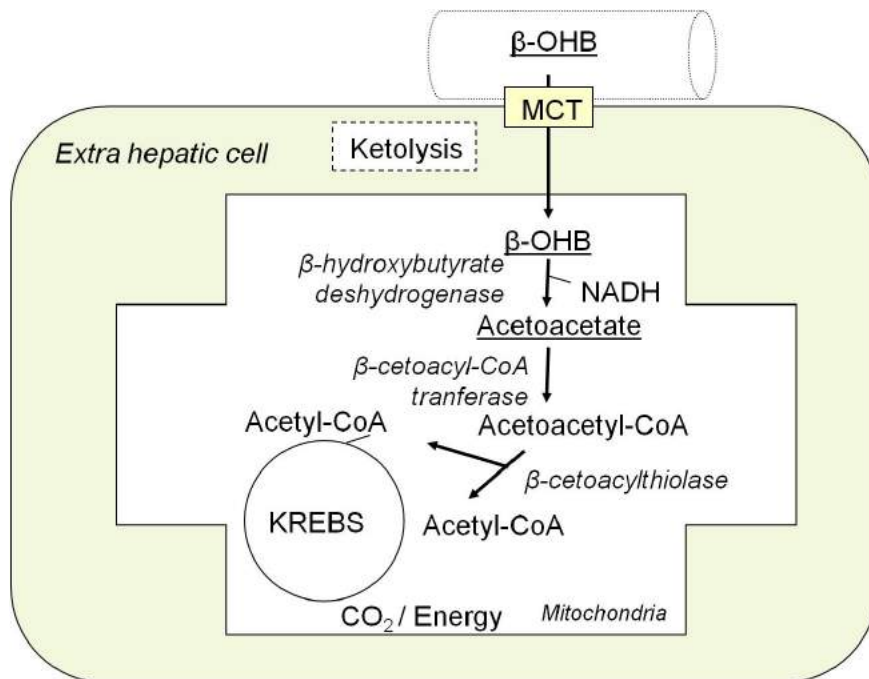 β-OHB
MCT
Extra hepatic cell
Ketolysis
β-OHB
β-hydroxybutyrate
deshydrogenase
NADH
Acetoacetate
β-cetoacyl-CoA
tranferase
Acetyl-CoA
Acetoacetyl-CoA
β-cetoacylthiolase
KREBS
Acetyl-CoA
CO₂ / Energy
Mitochondria